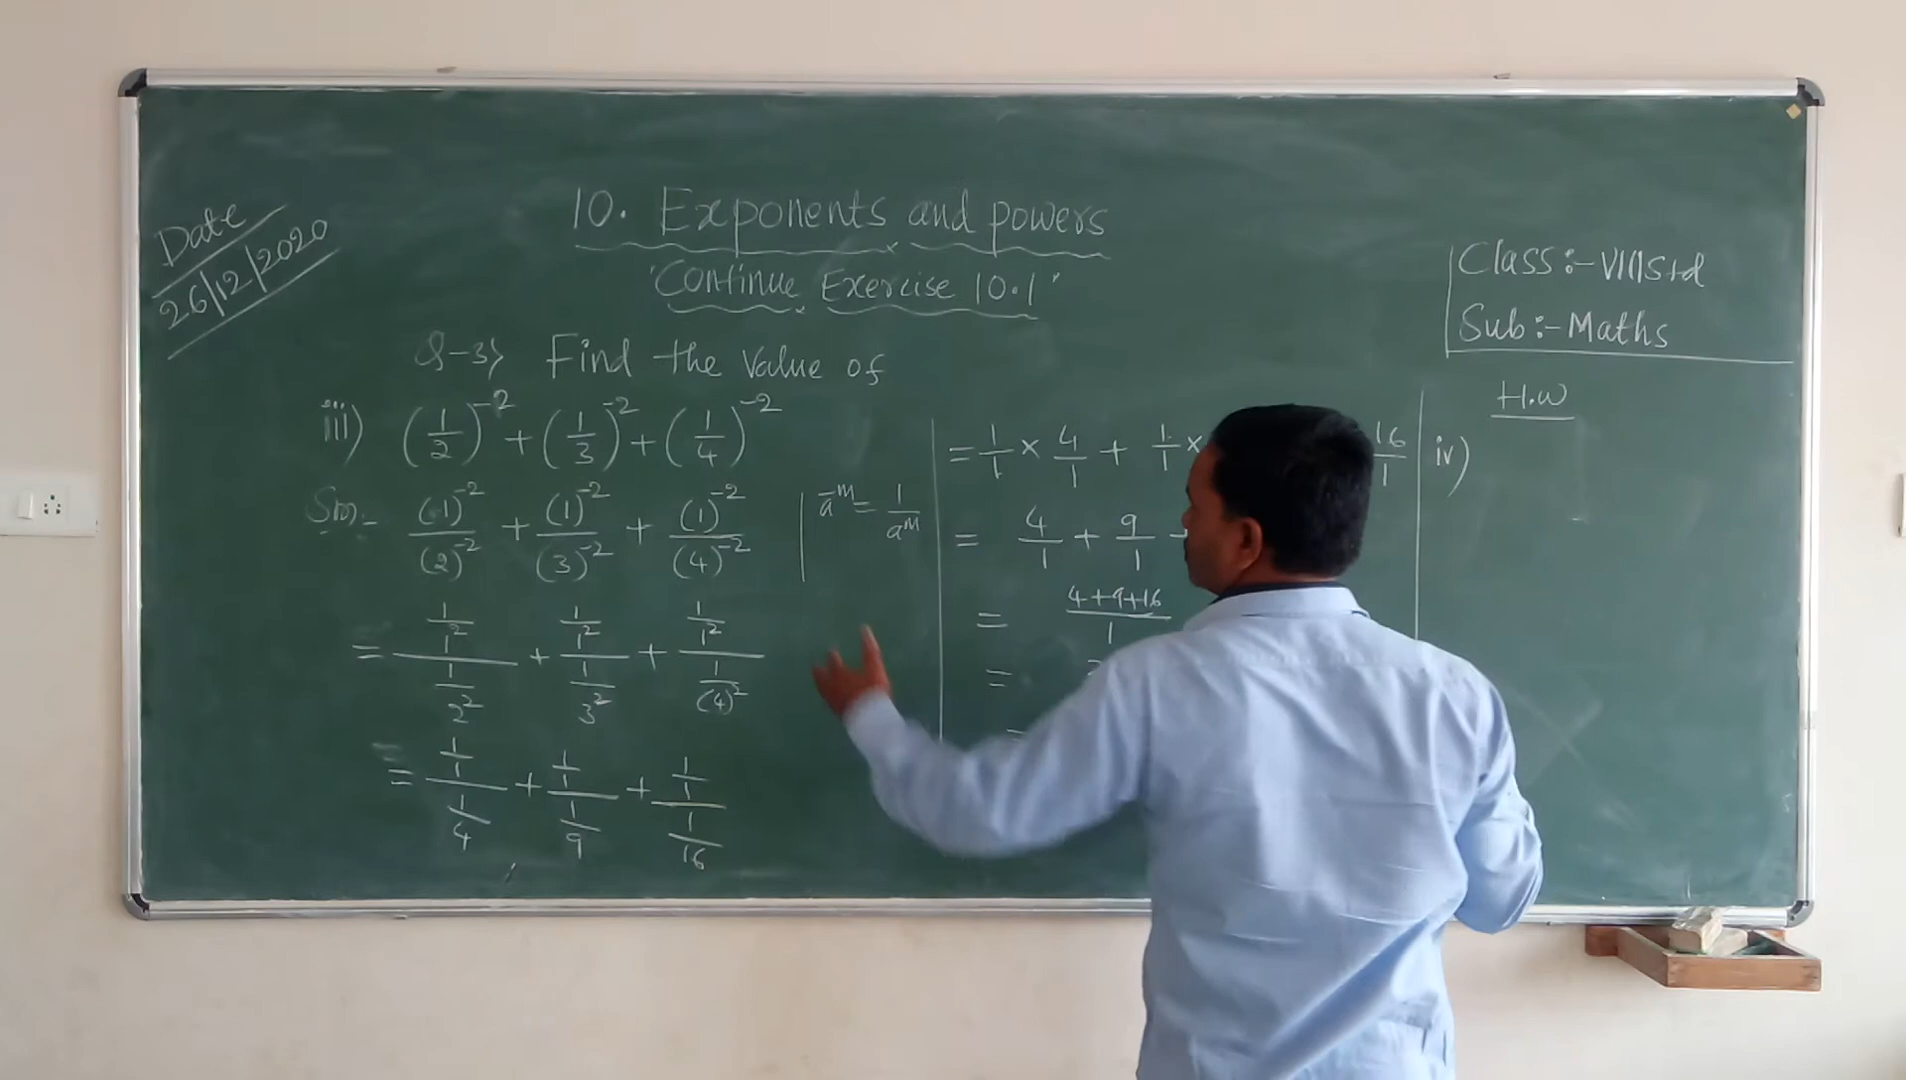 Date
26/12/2020
10. Exponents and powers
"Continue Exercise 10.1"
Class:- VIII Std
Sub:- Maths
Q-3) Find the value of
iii) (1/2)^-2 + (1/3)^-2 + (1/4)^-2
Soln:- (1)^-2/(2)^-2 + (1)^-2/(3)^-2 + (1)^-2/(4)^-2
a^-m = 1/a^m
= (1/1^2)/(1/2^2) + (1/1^2)/(1/3^2) + (1/1^2)/(1/(4)^2)
= (1/1)/(1/4) + (1/1)/(1/9) + (1/1)/(1/16)
= 1/1 × 4/1 + 1/1 × 16/1
= 4/1 + 9/1 +
= 4+9+16/1
=
=
H.W
iv)